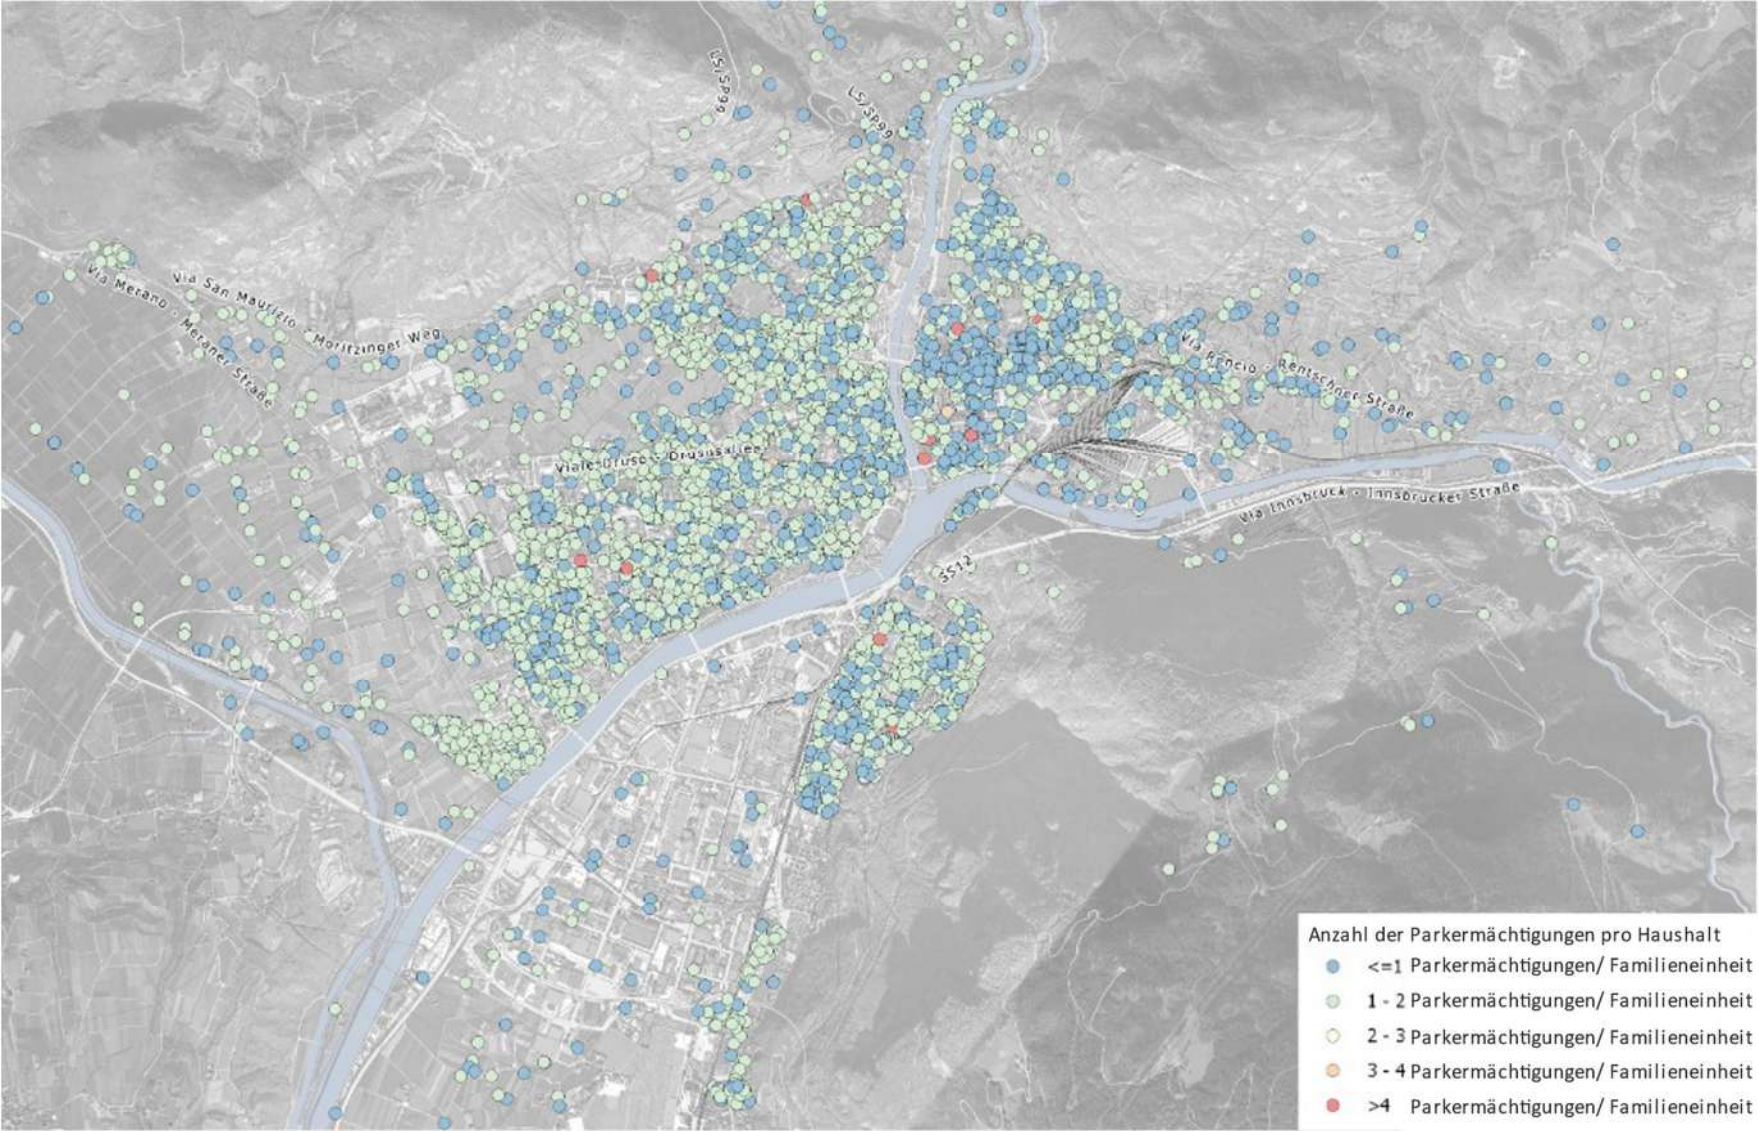 LS/SP99
LS/SP99
Via San Maurizio - Moritzinger Weg
Via Merano - Meraner Straße
Via Rencio - Rentschner Straße
Viale Druso - Drususallee
Via Innsbruck - Innsbrucker Straße
SS12
Anzahl der Parkermächtigungen pro Haushalt
<=1 Parkermächtigungen/ Familieneinheit
1 - 2 Parkermächtigungen/ Familieneinheit
2 - 3 Parkermächtigungen/ Familieneinheit
3 - 4 Parkermächtigungen/ Familieneinheit
>4 Parkermächtigungen/ Familieneinheit